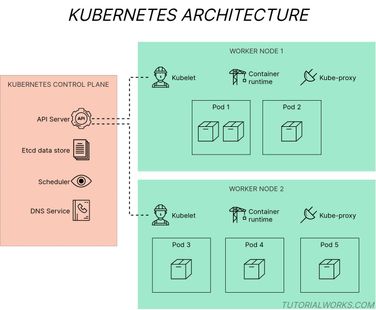 KUBERNETES ARCHITECTURE
WORKER NODE 1
Kubelet
Container
runtime
Kube-proxy
Pod 1
Pod 2
KUBERNETES CONTROL PLANE
API Server
API
Etcd data store
Scheduler
DNS Service
WORKER NODE 2
Kubelet
Container
runtime
Kube-proxy
Pod 3
Pod 4
Pod 5
TUTORIALWORKS.COM